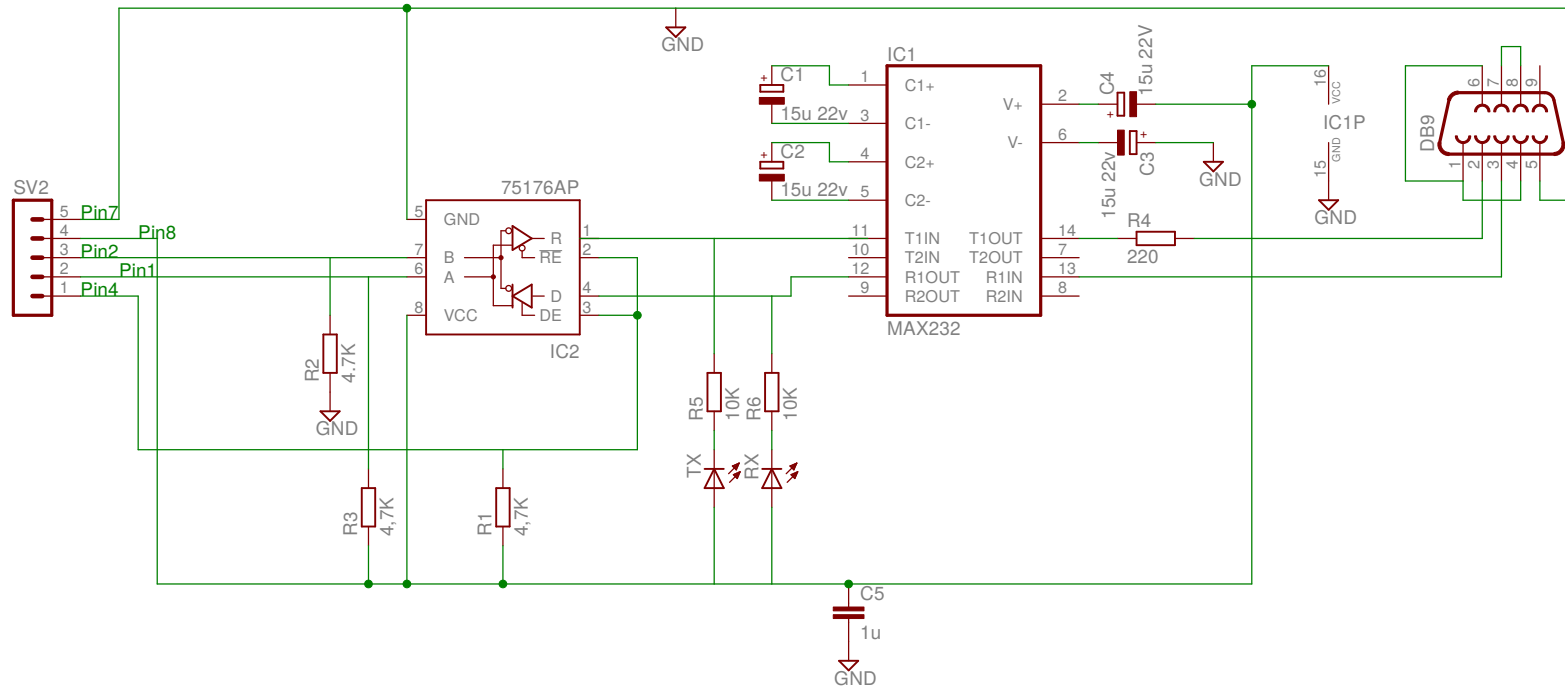 GND
IC1
C1
15u 22v
C2
15u 22v
1
3
4
5
11
10
12
9
C1+
C1-
C2+
C2-
T1IN
T2IN
R1OUT
R2OUT
V+
V-
T1OUT
T2OUT
R1IN
R2IN
2
6
14
7
13
8
MAX232
C4
15u 22V
+
+
+
+
C3
15u 22v
GND
R4
220
16
VCC
IC1P
GND
15
GND
DB9
6
7
8
9
1
2
3
4
5
SV2
5
4
3
2
1
Pin7
Pin8
Pin2
Pin1
Pin4
75176AP
5
7
6
8
GND
B
A
VCC
R
RE
D
DE
1
2
4
3
IC2
R2
4.7K
GND
R3
4,7K
R1
4,7K
R5
10K
R6
10K
TX
RX
C5
1u
GND